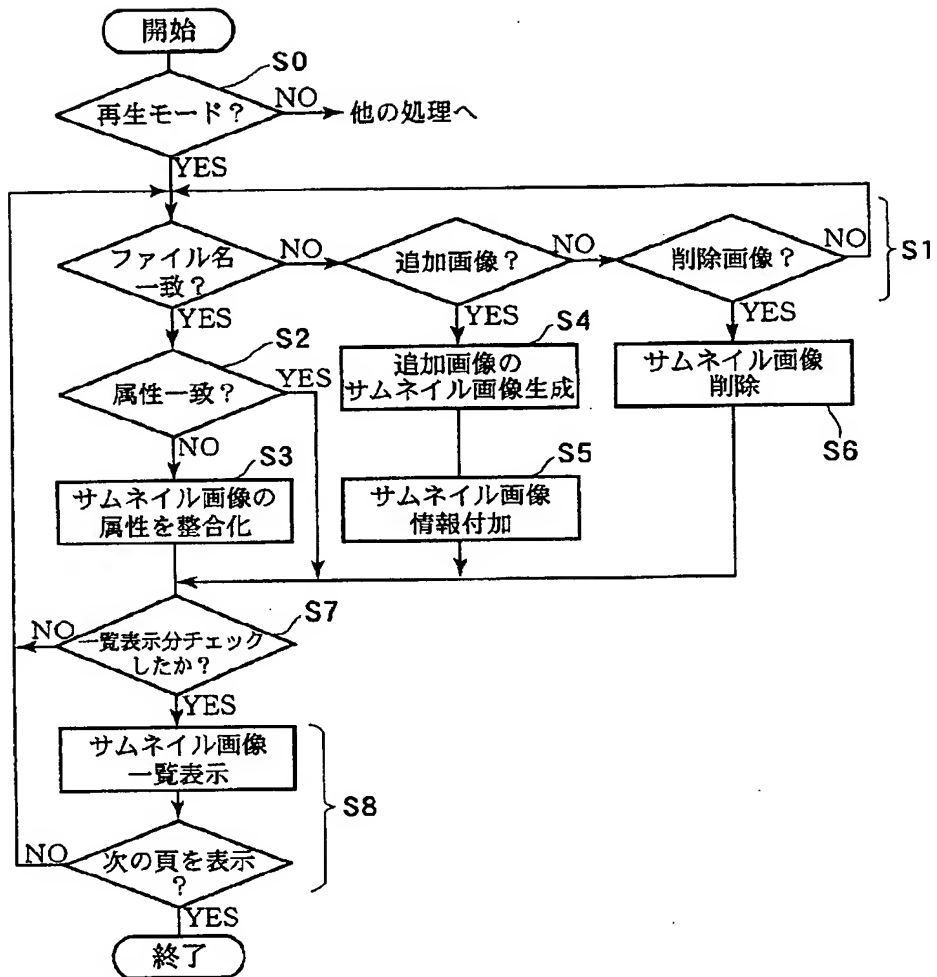 開始
S0
再生モード?
NO
他の処理へ
YES
ファイル名
一致?
NO
追加画像?
NO
削除画像?
NO
S1
YES
YES
YES
S2
属性一致?
YES
NO
S4
追加画像の
サムネイル画像生成
サムネイル画像
削除
S6
S3
サムネイル画像の
属性を整合化
S5
サムネイル画像
情報付加
S7
NO
一覧表示分チェック
したか?
YES
サムネイル画像
一覧表示
S8
NO
次の頁を表示
?
YES
終了